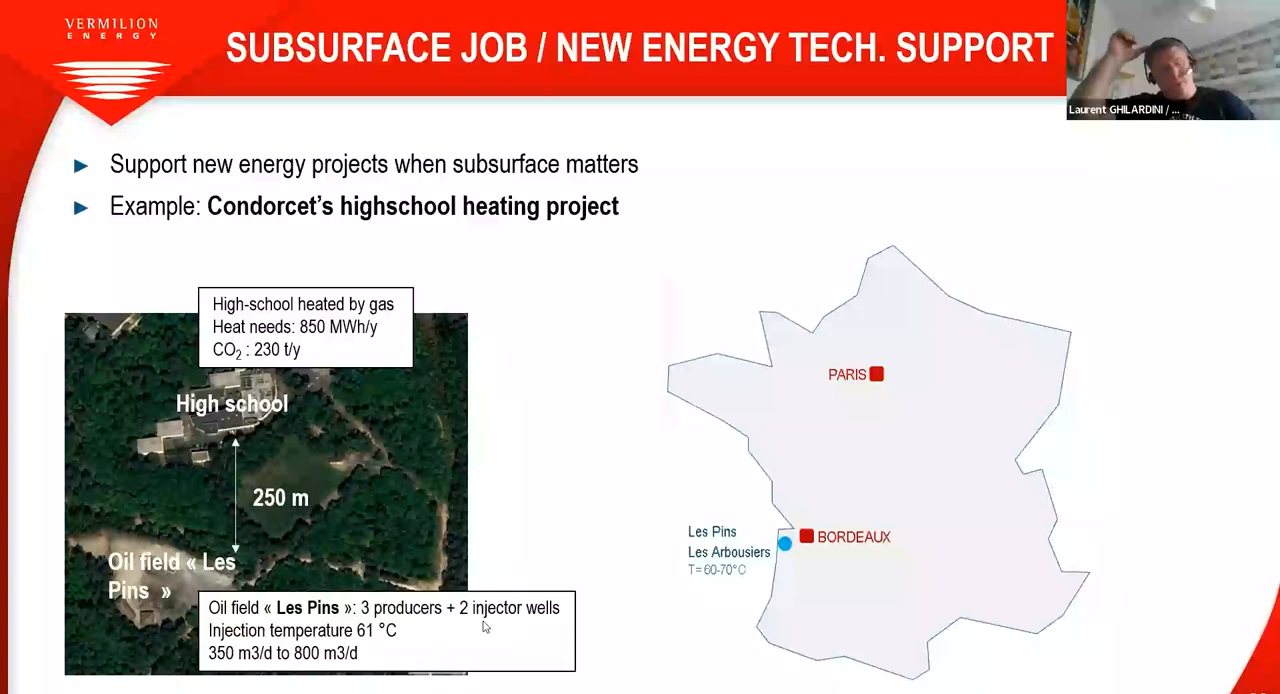 VERMILION
ENERGY
SUBSURFACE JOB / NEW ENERGY TECH. SUPPORT
Laurent GHILARDINI / ...
► Support new energy projects when subsurface matters
► Example: Condorcet's highschool heating project
High-school heated by gas
Heat needs: 850 MWh/y
CO₂ : 230 t/y
High school
250 m
Oil field « Les
Pins »
Oil field « Les Pins »: 3 producers + 2 injector wells
Injection temperature 61 °C
350 m3/d to 800 m3/d
PARIS
Les Pins
Les Arbousiers
T= 60-70°C
BORDEAUX